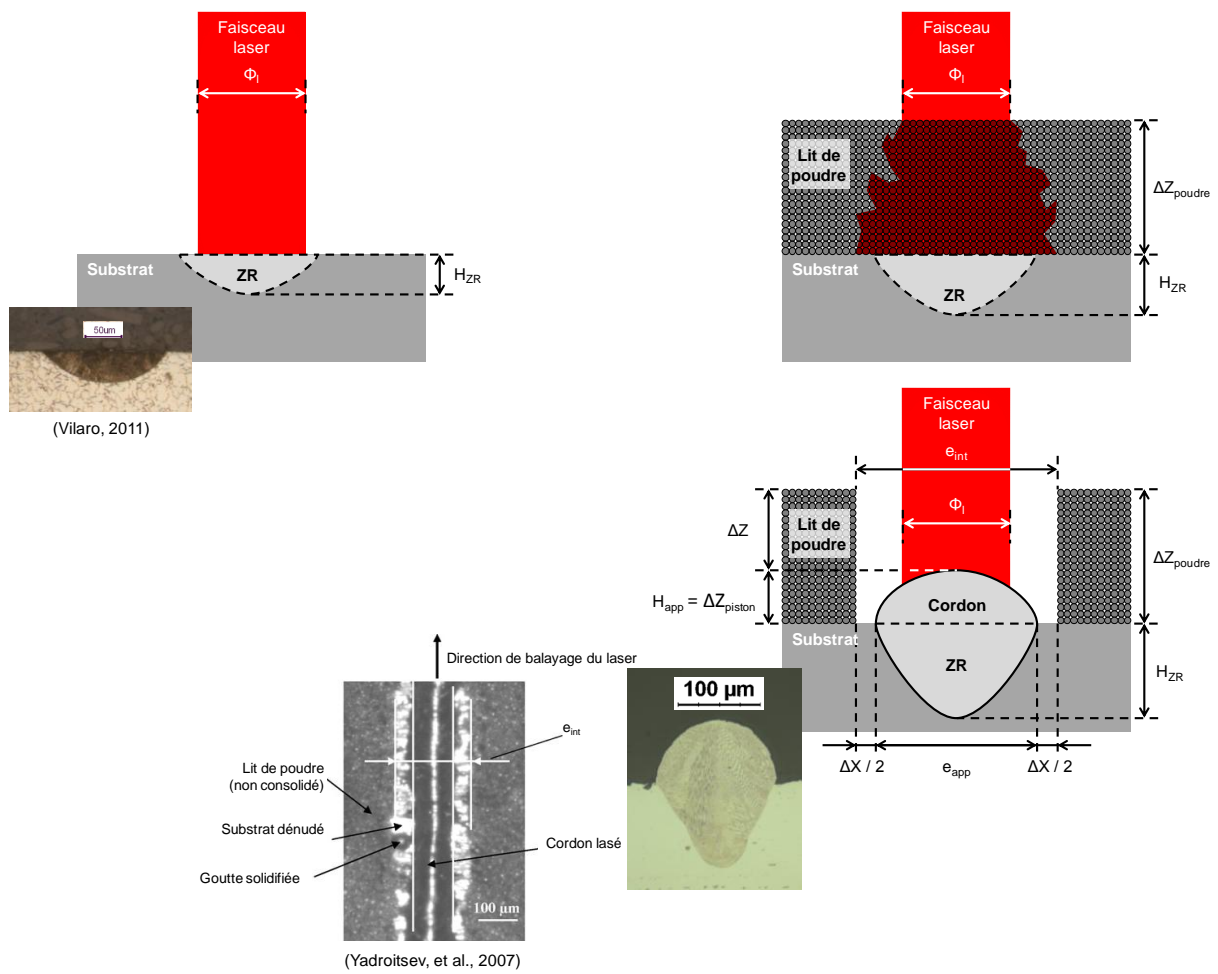 Faisceau
laser
Φl
Substrat
ZR
HZR
50um
(Vilaro, 2011)
Faisceau
laser
Φl
Lit de
poudre
ΔZpoudre
Substrat
ZR
HZR
Faisceau
laser
eint
Φl
ΔZ
Lit de
poudre
ΔZpoudre
Happ = ΔZpiston
Cordon
Substrat
ZR
HZR
ΔX / 2
eapp
ΔX / 2
100 µm
Direction de balayage du laser
eint
Lit de poudre
(non consolidé)
Substrat dénudé
Goutte solidifiée
Cordon lasé
100 µm
(Yadroitsev, et al., 2007)